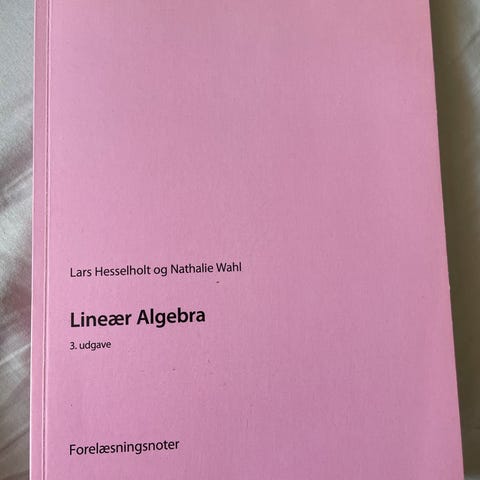 Lars Hesselholt og Nathalie Wahl
Lineær Algebra
3. udgave
Forelæsningsnoter